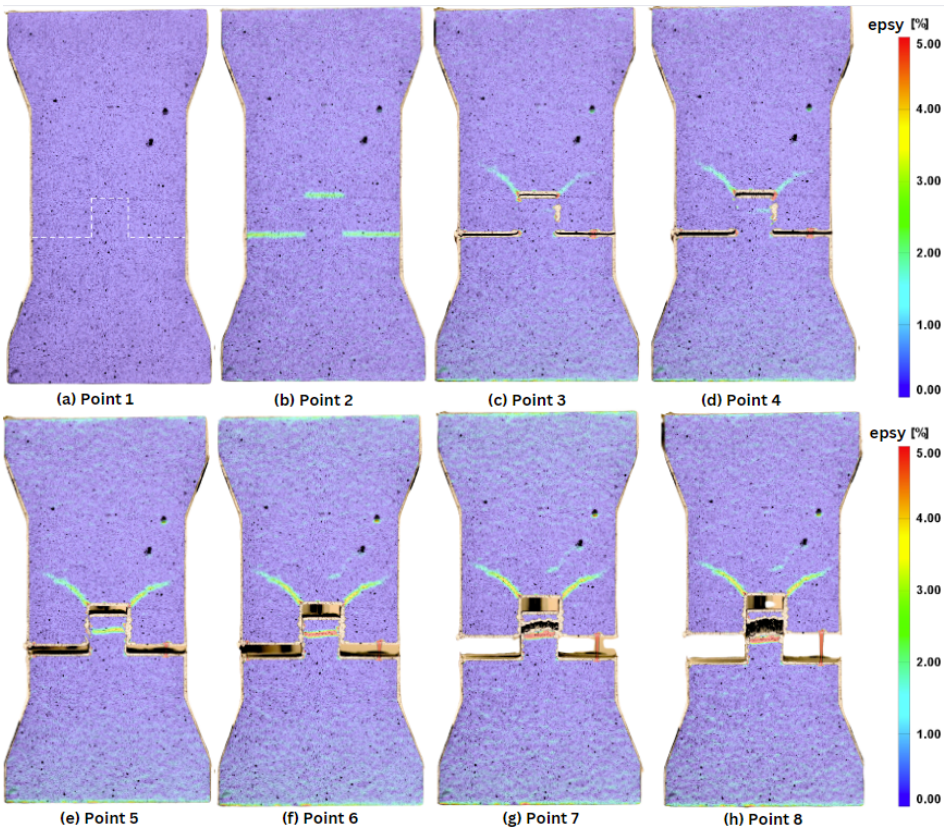 epsy [%]
5.00
4.00
3.00
2.00
1.00
0.00
(a) Point 1
(b) Point 2
(c) Point 3
(d) Point 4
epsy [%]
5.00
4.00
3.00
2.00
1.00
0.00
(e) Point 5
(f) Point 6
(g) Point 7
(h) Point 8